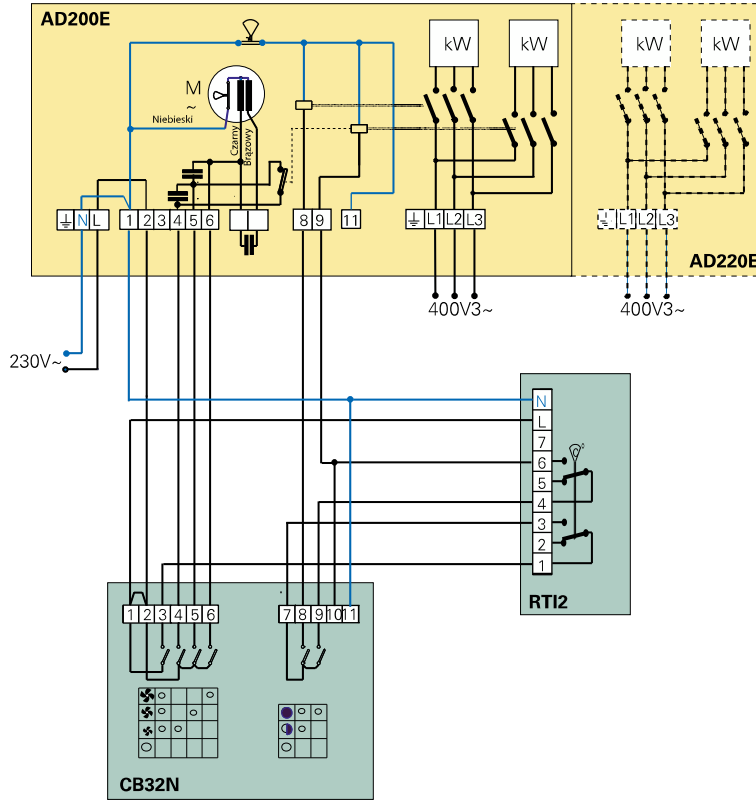 AD200E
kW kW kW kW
M
~
Niebieski
Czarny
Brązowy
N L 1 2 3 4 5 6 8 9 11 L1 L2 L3 L1 L2 L3
AD220E
400V3~ 400V3~
230V~
N
L
7
6
5
4
3
2
1
RTI2
1 2 3 4 5 6 7 8 9 10 11
CB32N